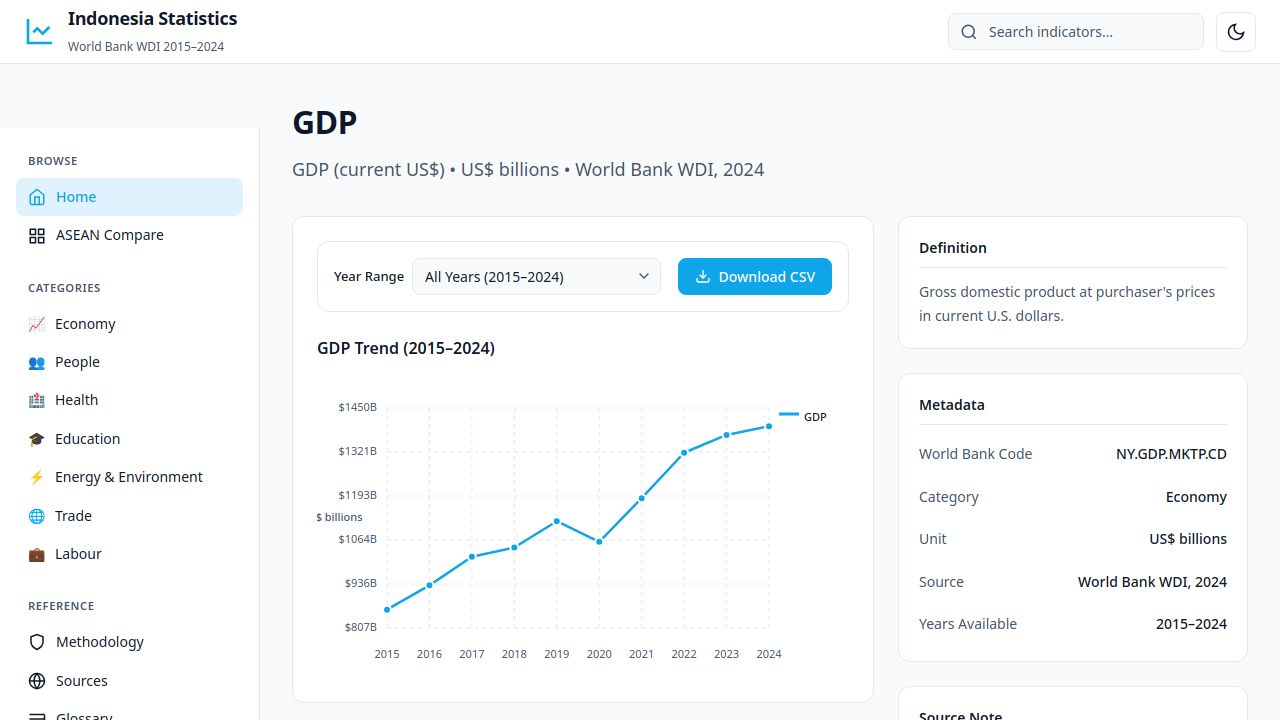 Indonesia Statistics
World Bank WDI 2015–2024
Search indicators...
BROWSE
Home
ASEAN Compare
CATEGORIES
Economy
People
Health
Education
Energy & Environment
Trade
Labour
REFERENCE
Methodology
Sources
Glossary
GDP
GDP (current US$) • US$ billions • World Bank WDI, 2024
Year Range
All Years (2015–2024)
Download CSV
GDP Trend (2015–2024)
$1450B
$1321B
$1193B
$ billions
$1064B
$936B
$807B
2015 2016 2017 2018 2019 2020 2021 2022 2023 2024
GDP
Definition
Gross domestic product at purchaser's prices
in current U.S. dollars.
Metadata
World Bank Code NY.GDP.MKTP.CD
Category Economy
Unit US$ billions
Source World Bank WDI, 2024
Years Available 2015–2024
Source Note